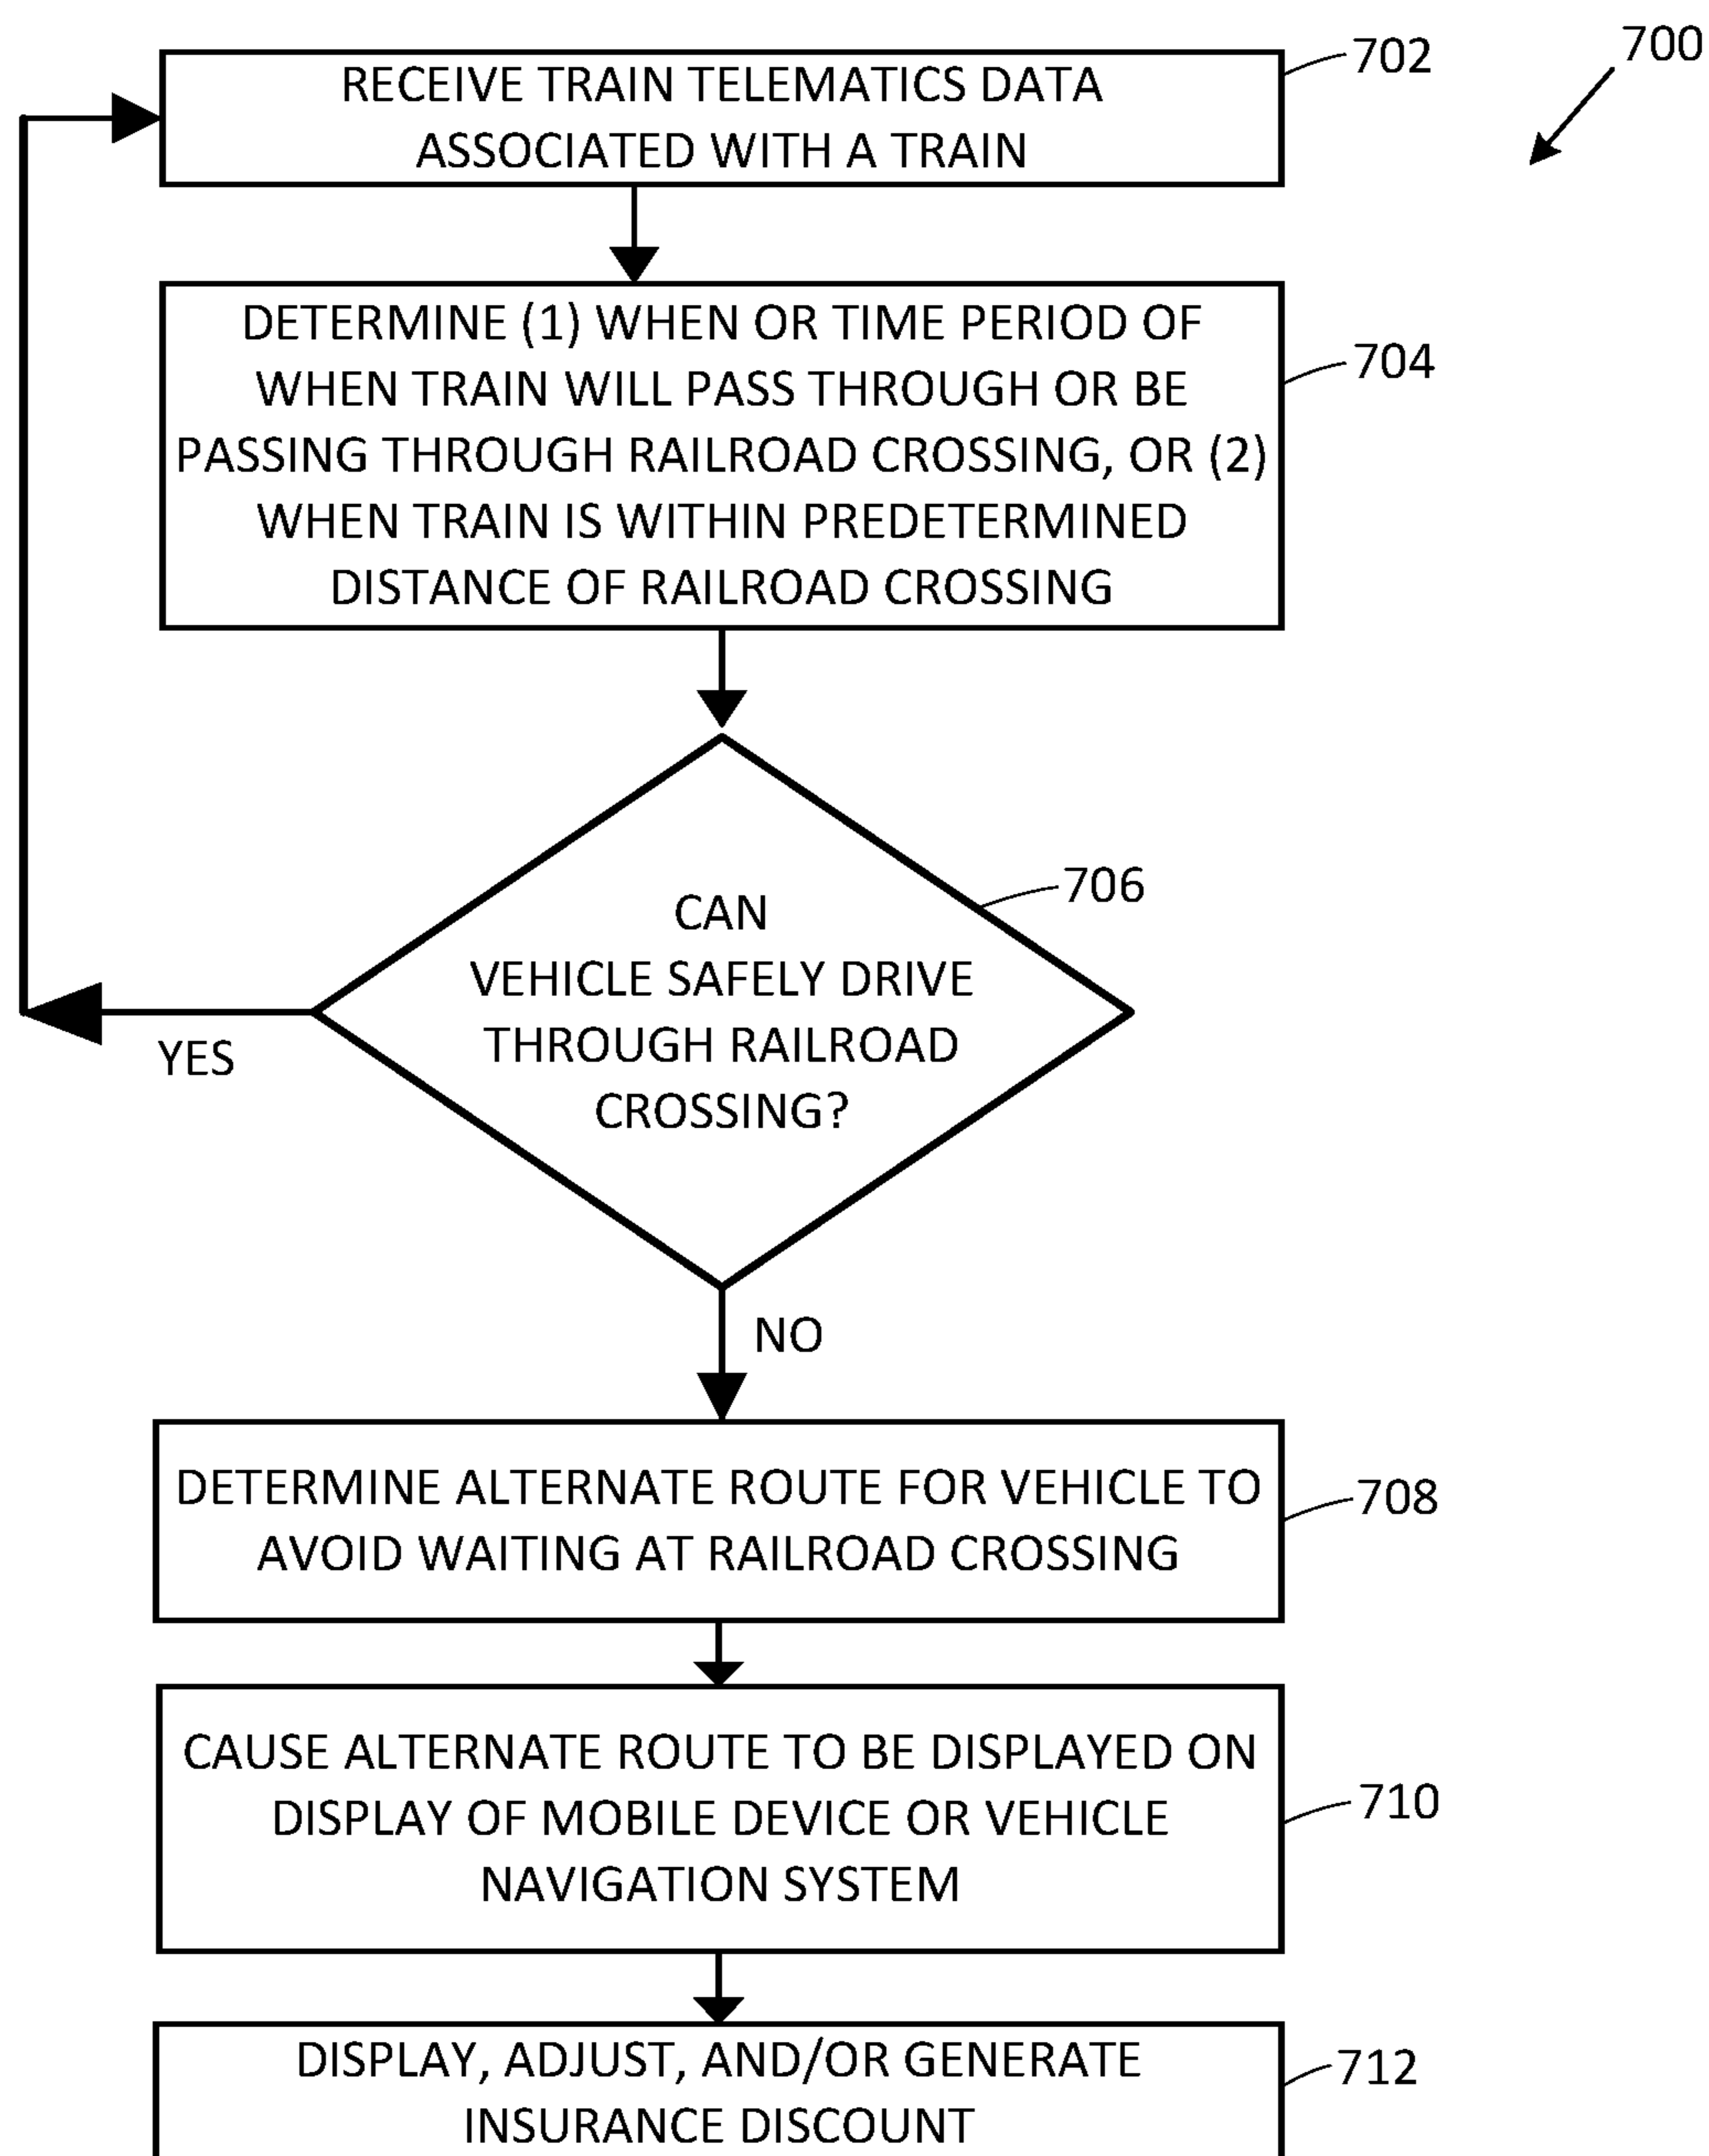 700
702
RECEIVE TRAIN TELEMATICS DATA
ASSOCIATED WITH A TRAIN
704
DETERMINE (1) WHEN OR TIME PERIOD OF
WHEN TRAIN WILL PASS THROUGH OR BE
PASSING THROUGH RAILROAD CROSSING, OR (2)
WHEN TRAIN IS WITHIN PREDETERMINED
DISTANCE OF RAILROAD CROSSING
706
CAN
VEHICLE SAFELY DRIVE
THROUGH RAILROAD
CROSSING?
YES
NO
708
DETERMINE ALTERNATE ROUTE FOR VEHICLE TO
AVOID WAITING AT RAILROAD CROSSING
710
CAUSE ALTERNATE ROUTE TO BE DISPLAYED ON
DISPLAY OF MOBILE DEVICE OR VEHICLE
NAVIGATION SYSTEM
712
DISPLAY, ADJUST, AND/OR GENERATE
INSURANCE DISCOUNT